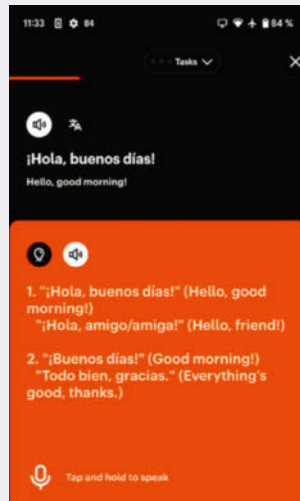 11:33 84 84 %
Tasks
¡Hola, buenos días!
Hello, good morning!
1. "¡Hola, buenos días!" (Hello, good
morning!)
"¡Hola, amigo/amiga!" (Hello, friend!)
2. "¡Buenos días!" (Good morning!)
"Todo bien, gracias." (Everything's
good, thanks.)
Tap and hold to speak